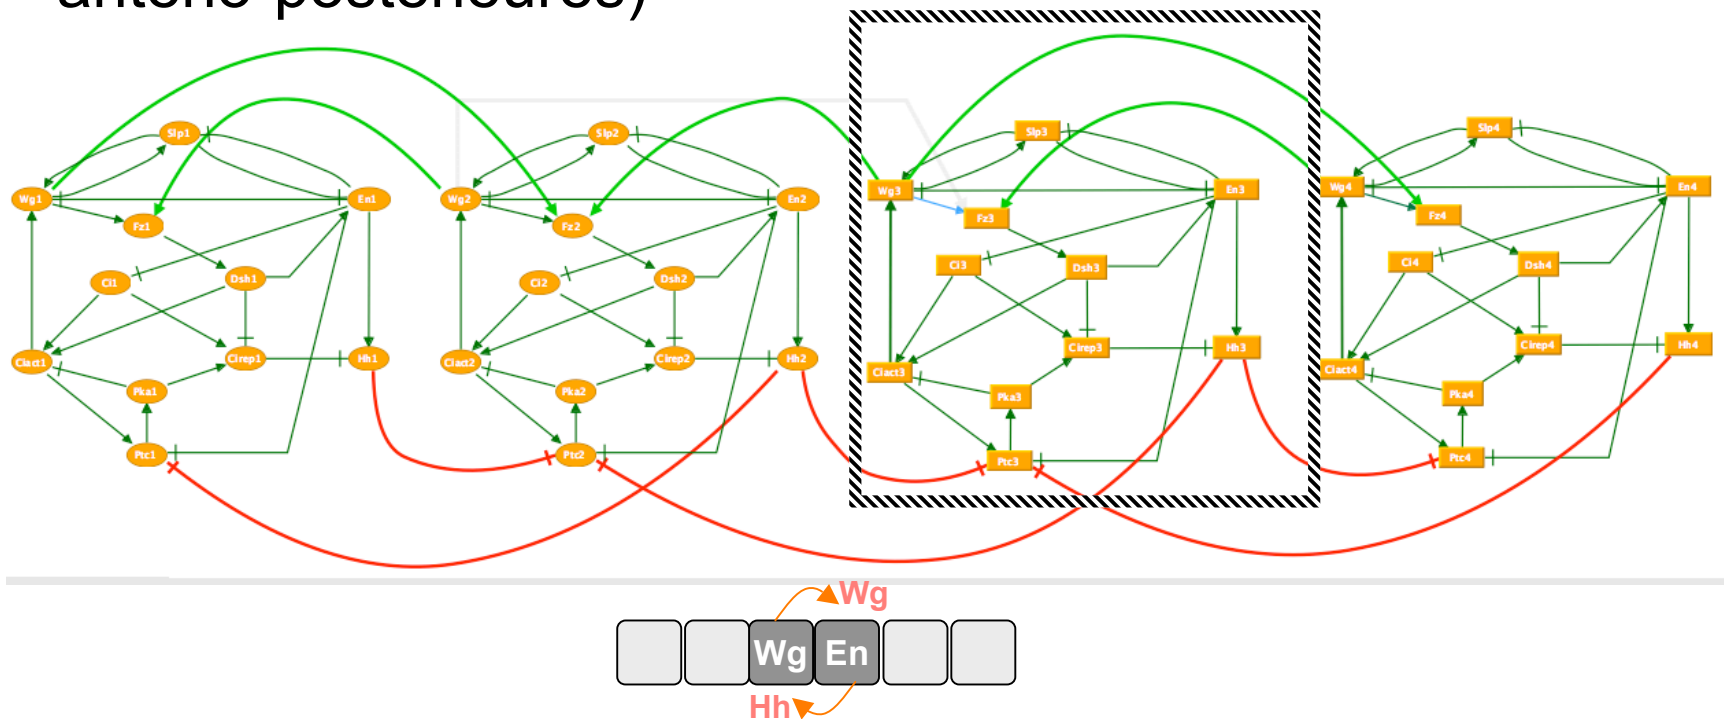 antéro-postérieures)
Slp1 Slp2 Slp3 Slp4
Wg1 En1 Wg2 En2 Wg3 En3 Wg4 En4
Fz1 Fz2 Fz3 Fz4
Ci1 Dsh1 Ci2 Dsh2 Ci3 Dsh3 Ci4 Dsh4
Ciact1 Cirep1 Hh1 Ciact2 Cirep2 Hh2 Ciact3 Cirep3 Hh3 Ciact4 Cirep4 Hh4
Pka1 Pka2 Pka3 Pka4
Ptc1 Ptc2 Ptc3 Ptc4
Wg
Wg En
Hh